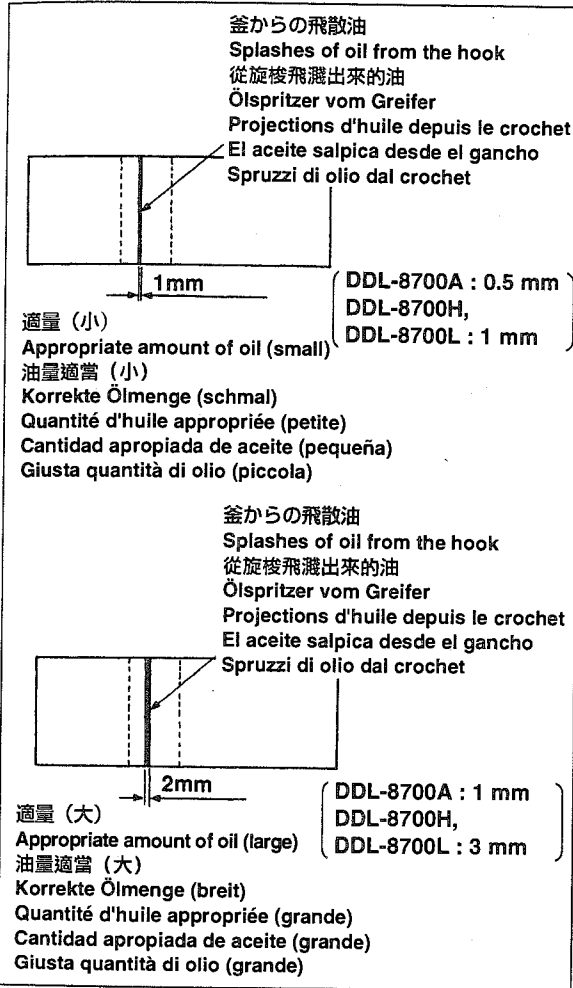 釜からの飛散油
Splashes of oil from the hook
從旋梭飛濺出來的油
Ölspritzer vom Greifer
Projections d'huile depuis le crochet
El aceite salpica desde el gancho
Spruzzi di olio dal crochet
1mm
DDL-8700A : 0.5 mm
DDL-8700H,
DDL-8700L : 1 mm
適量（小）
Appropriate amount of oil (small)
油量適當（小）
Korrekte Ölmenge (schmal)
Quantité d'huile appropriée (petite)
Cantidad apropiada de aceite (pequeña)
Giusta quantità di olio (piccola)
釜からの飛散油
Splashes of oil from the hook
從旋梭飛濺出來的油
Ölspritzer vom Greifer
Projections d'huile depuis le crochet
El aceite salpica desde el gancho
Spruzzi di olio dal crochet
2mm
DDL-8700A : 1 mm
DDL-8700H,
DDL-8700L : 3 mm
適量（大）
Appropriate amount of oil (large)
油量適當（大）
Korrekte Ölmenge (breit)
Quantité d'huile appropriée (grande)
Cantidad apropiada de aceite (grande)
Giusta quantità di olio (grande)